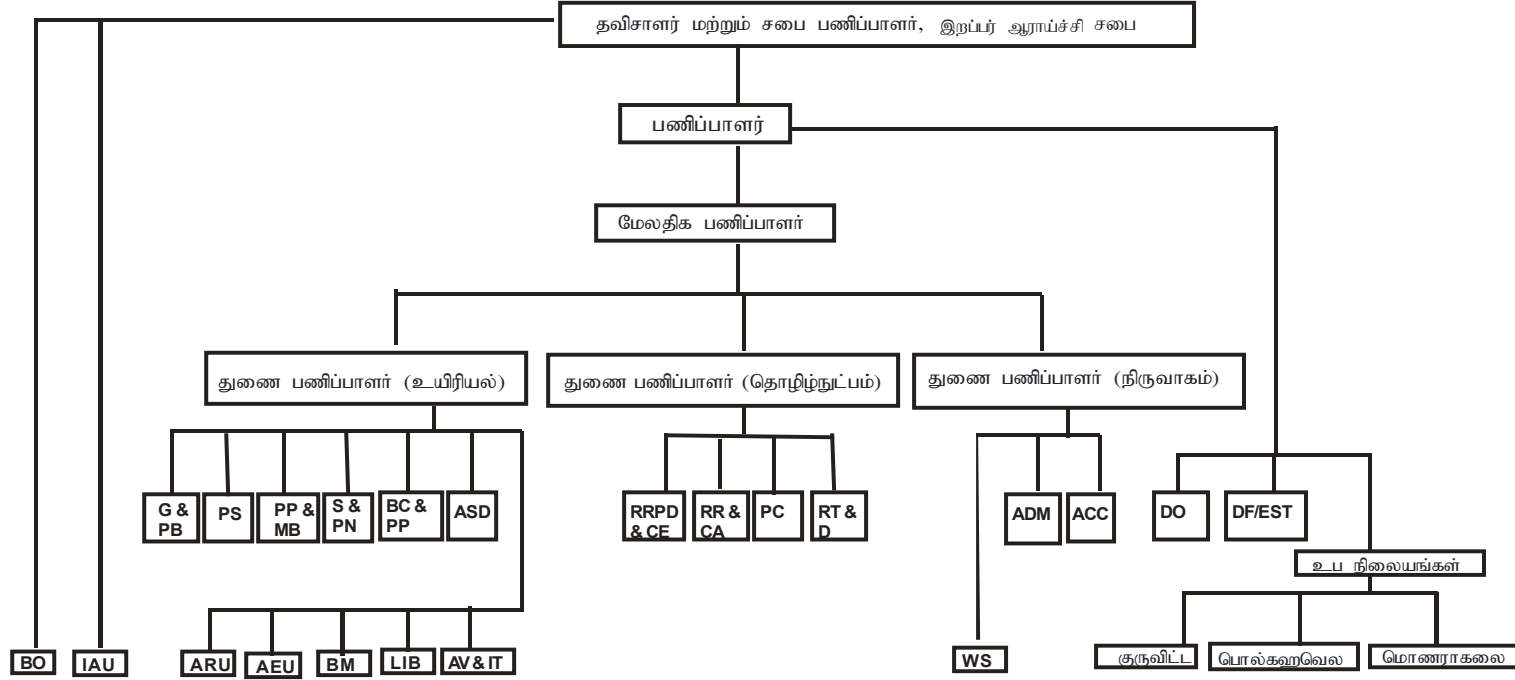 தவிசாளர் மற்றும் சபை பணிப்பாளர், இறப்பர் ஆராய்ச்சி சபை
பணிப்பாளர்
மேலதிக பணிப்பாளர்
துணை பணிப்பாளர் (உயிரியல்)
துணை பணிப்பாளர் (தொழிழ்நுட்பம்)
துணை பணிப்பாளர் (நிருவாகம்)
G &
PB
PS
PP &
MB
S &
PN
BC &
PP
ASD
RRPD
& CE
RR &
CA
PC
RT &
D
ADM
ACC
DO
DF/EST
உப நிலையங்கள்
BO
IAU
ARU
AEU
BM
LIB
AV & IT
WS
குருவிட்ட
பொல்கஹவெல
மொணராகலை